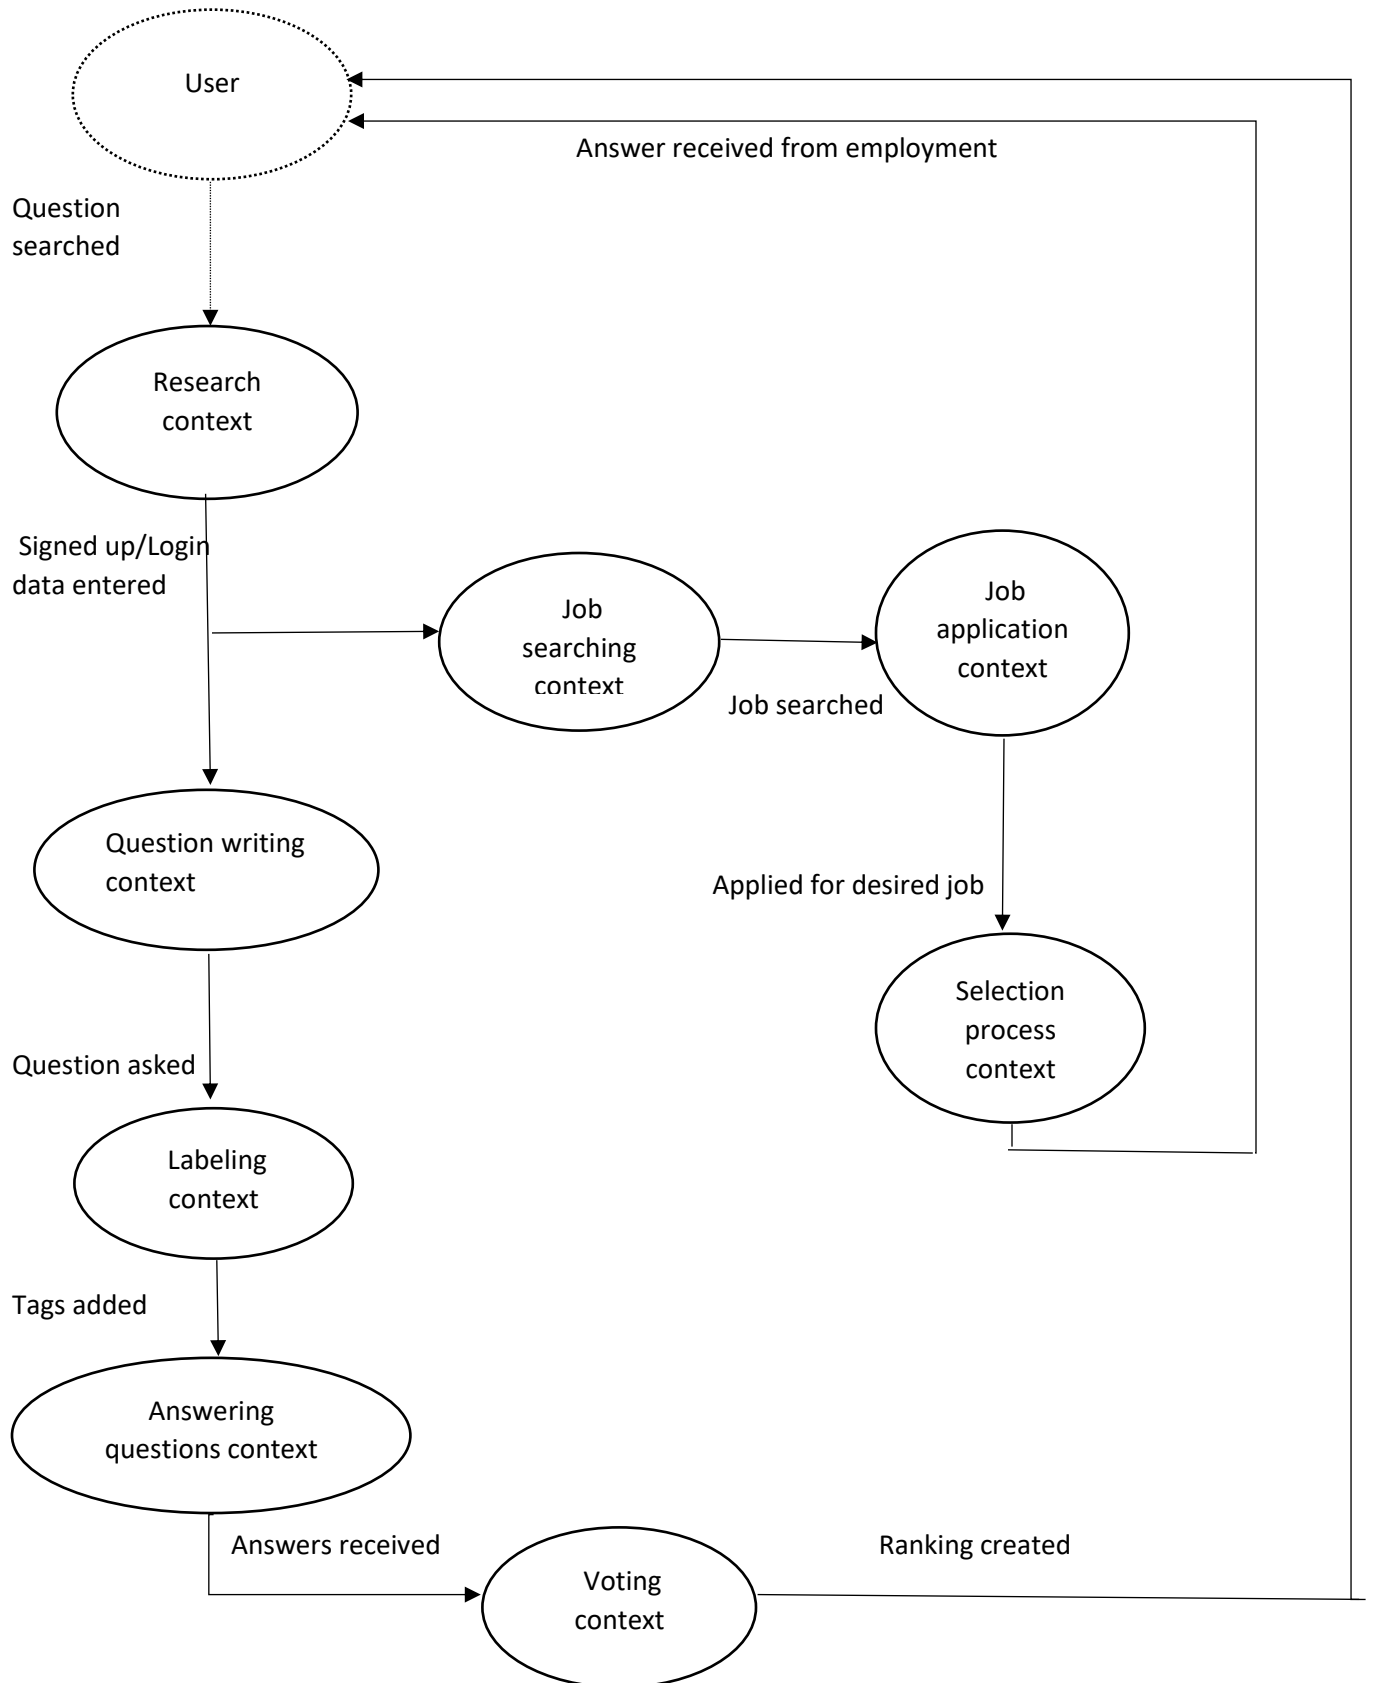 User
Answer received from employment
Question
searched
Research
context
Signed up/Login
data entered
Job
searching
context
Job
application
context
Job searched
Question writing
context
Applied for desired job
Selection
process
context
Question asked
Labeling
context
Tags added
Answering
questions context
Answers received
Ranking created
Voting
context